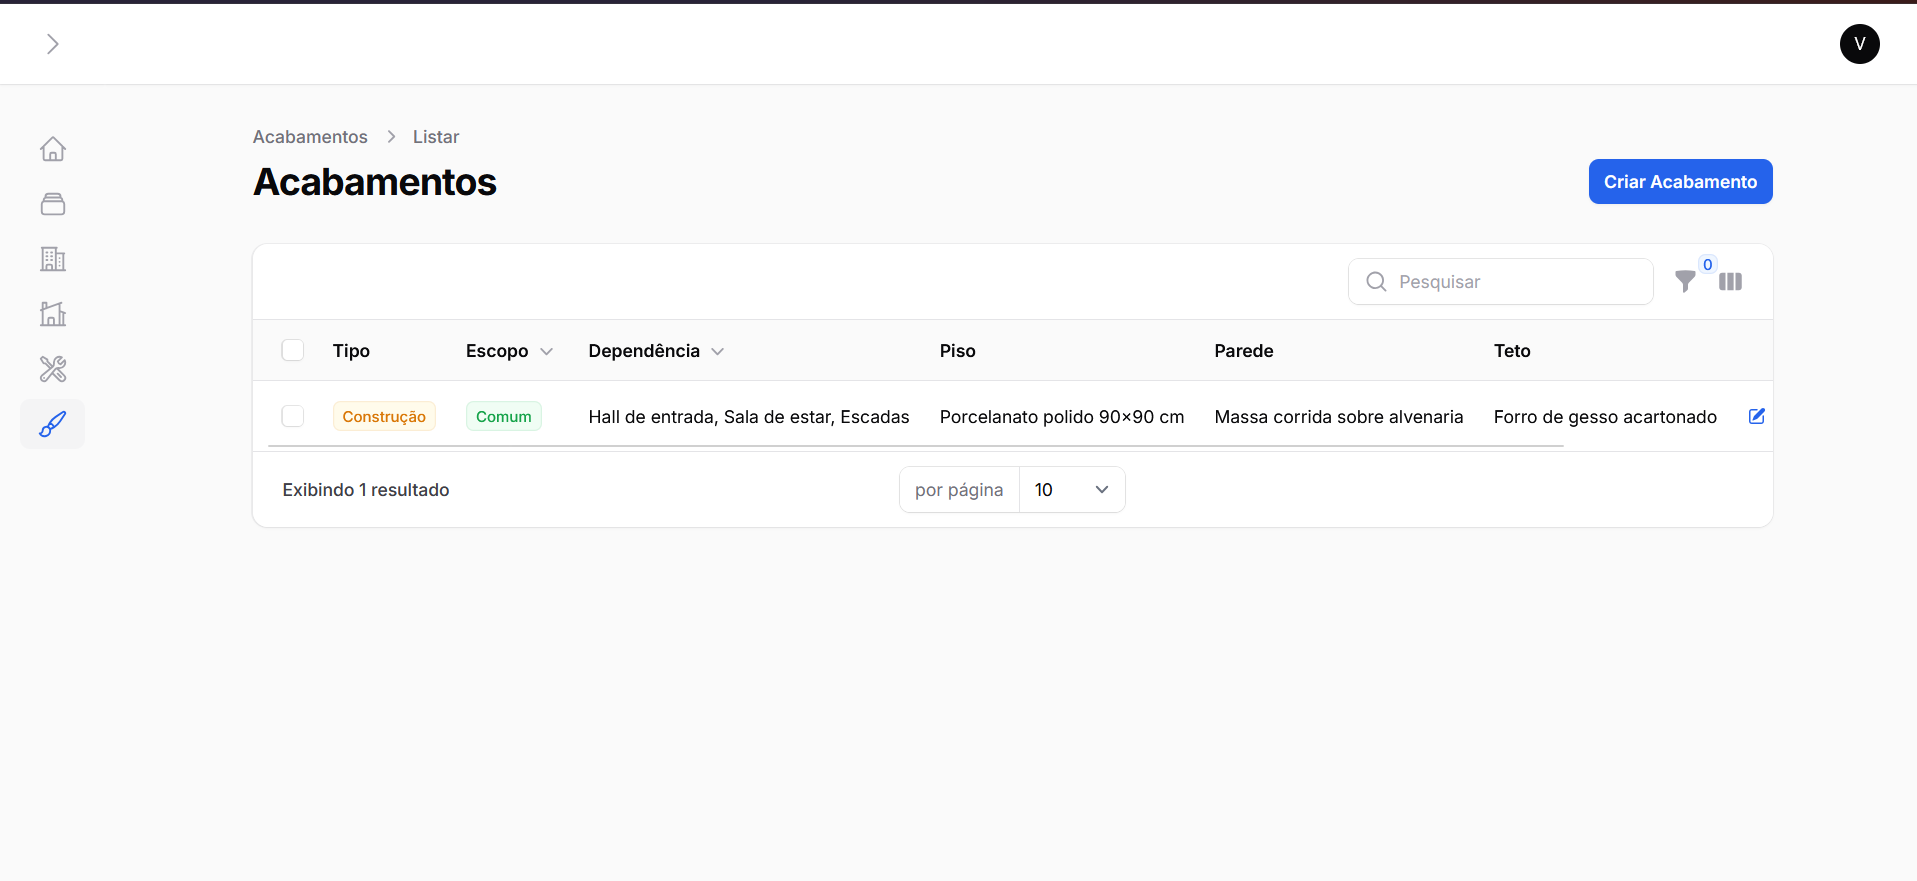 V
Acabamentos > Listar
Acabamentos
Criar Acabamento
Pesquisar
0
Tipo Escopo Dependência Piso Parede Teto
Construção Comum Hall de entrada, Sala de estar, Escadas Porcelanato polido 90×90 cm Massa corrida sobre alvenaria Forro de gesso acartonado
Exibindo 1 resultado por página 10